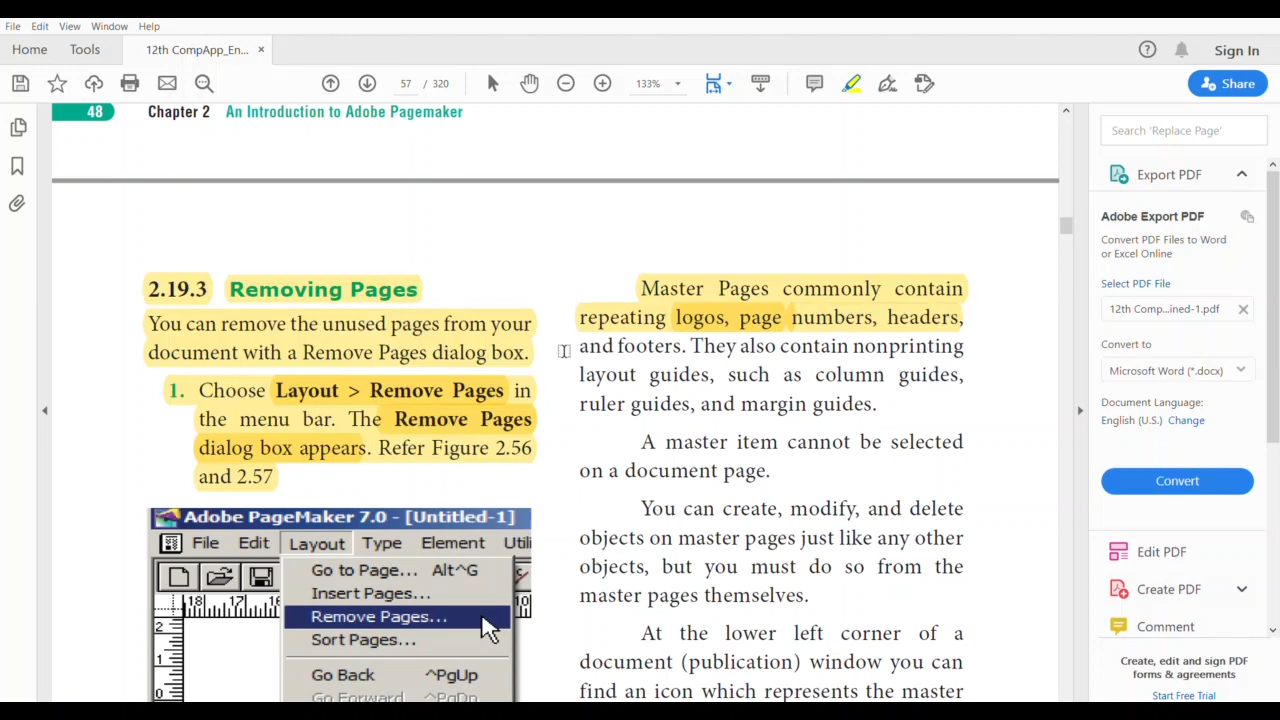 File Edit View Window Help
Home Tools 12th CompApp_En... ×
57 / 320 133% Sign In Share
48 Chapter 2 An Introduction to Adobe Pagemaker
2.19.3 Removing Pages
You can remove the unused pages from your
document with a Remove Pages dialog box.
1. Choose Layout > Remove Pages in
the menu bar. The Remove Pages
dialog box appears. Refer Figure 2.56
and 2.57
Adobe PageMaker 7.0 - [Untitled-1]
File Edit Layout Type Element Utili
Go to Page... Alt^G
Insert Pages...
Remove Pages...
Sort Pages...
Go Back ^PgUp
Go Forward ^PgDn
18 17 16
2
1
0
Master Pages commonly contain
repeating logos, page numbers, headers,
and footers. They also contain nonprinting
layout guides, such as column guides,
ruler guides, and margin guides.
A master item cannot be selected
on a document page.
You can create, modify, and delete
objects on master pages just like any other
objects, but you must do so from the
master pages themselves.
At the lower left corner of a
document (publication) window you can
find an icon which represents the master
Search 'Replace Page'
Export PDF
Adobe Export PDF
Convert PDF Files to Word
or Excel Online
Select PDF File
12th Comp...ined-1.pdf
Convert to
Microsoft Word (*.docx)
Document Language:
English (U.S.) Change
Convert
Edit PDF
Create PDF
Comment
Create, edit and sign PDF
forms & agreements
Start Free Trial